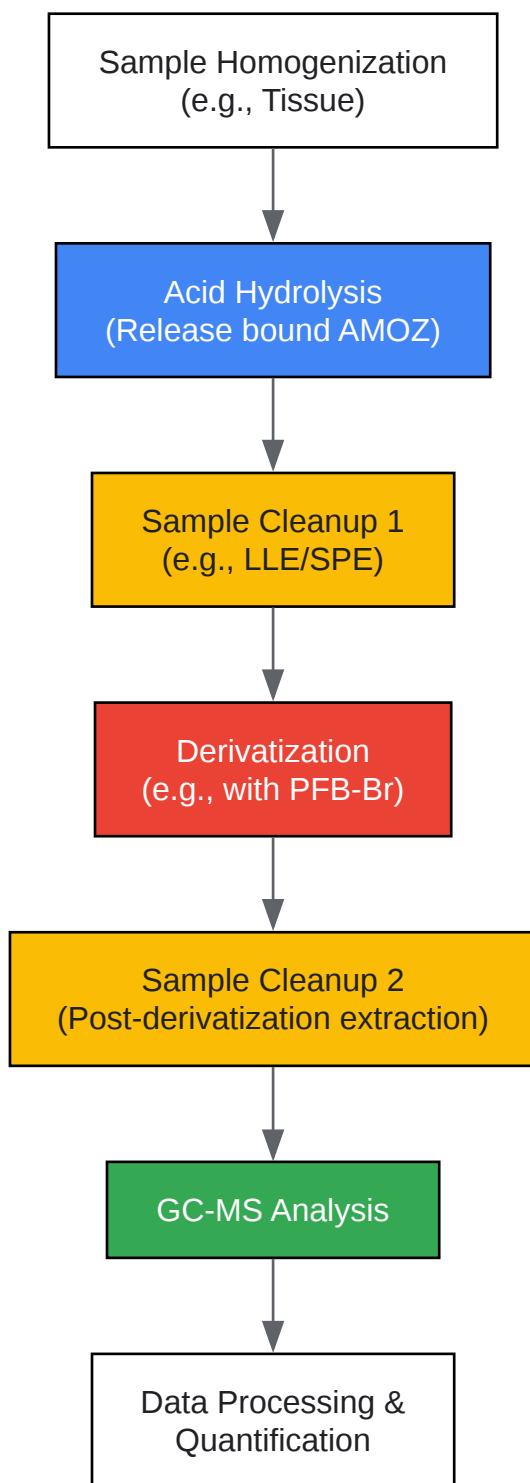 Sample Homogenization
(e.g., Tissue)
Acid Hydrolysis
(Release bound AMOZ)
Sample Cleanup 1
(e.g., LLE/SPE)
Derivatization
(e.g., with PFB-Br)
Sample Cleanup 2
(Post-derivatization extraction)
GC-MS Analysis
Data Processing &
Quantification